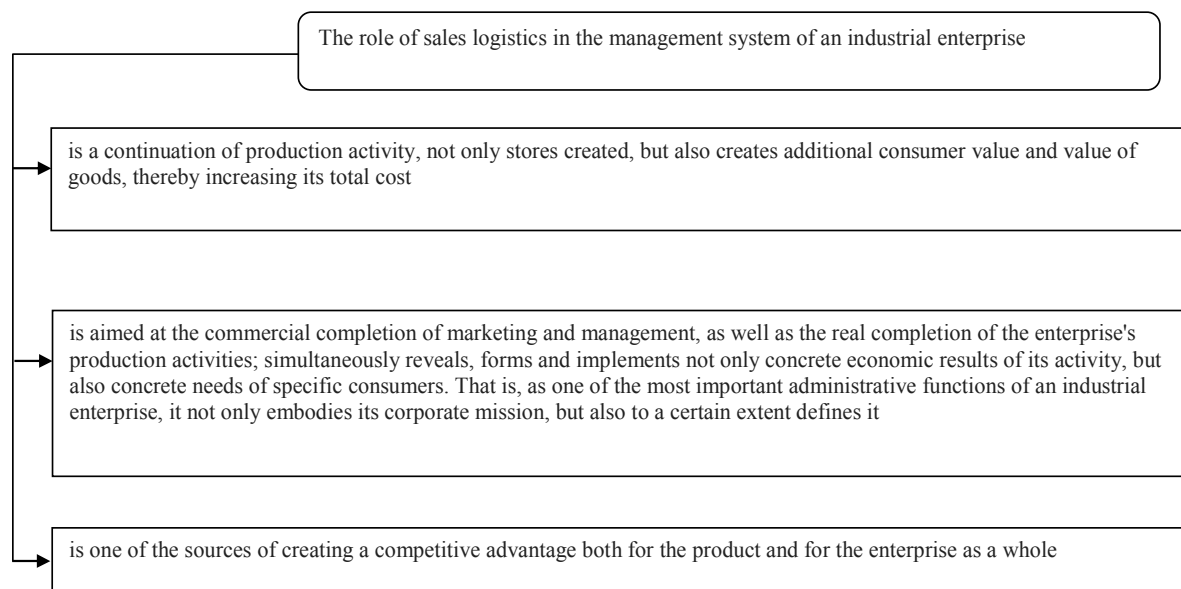 The role of sales logistics in the management system of an industrial enterprise
is a continuation of production activity, not only stores created, but also creates additional consumer value and value of
goods, thereby increasing its total cost
is aimed at the commercial completion of marketing and management, as well as the real completion of the enterprise's
production activities; simultaneously reveals, forms and implements not only concrete economic results of its activity, but
also concrete needs of specific consumers. That is, as one of the most important administrative functions of an industrial
enterprise, it not only embodies its corporate mission, but also to a certain extent defines it
is one of the sources of creating a competitive advantage both for the product and for the enterprise as a whole